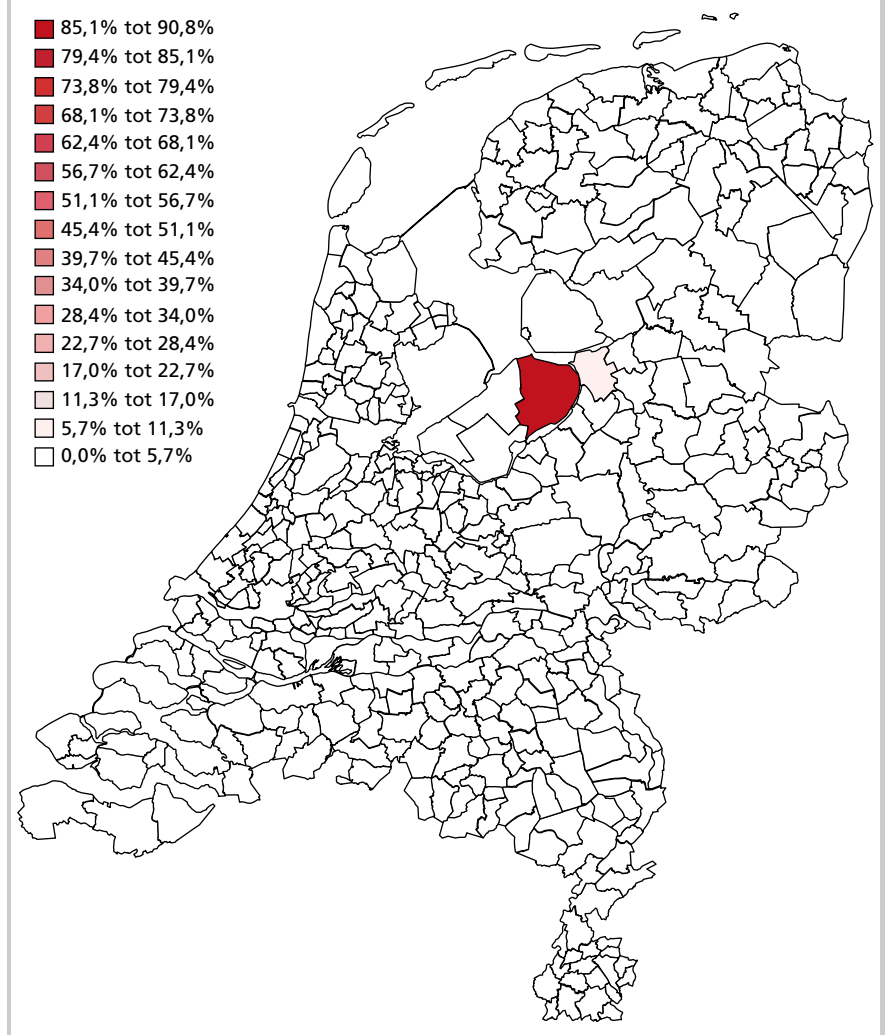 85,1% tot 90,8%
79,4% tot 85,1%
73,8% tot 79,4%
68,1% tot 73,8%
62,4% tot 68,1%
56,7% tot 62,4%
51,1% tot 56,7%
45,4% tot 51,1%
39,7% tot 45,4%
34,0% tot 39,7%
28,4% tot 34,0%
22,7% tot 28,4%
17,0% tot 22,7%
11,3% tot 17,0%
5,7% tot 11,3%
0,0% tot 5,7%